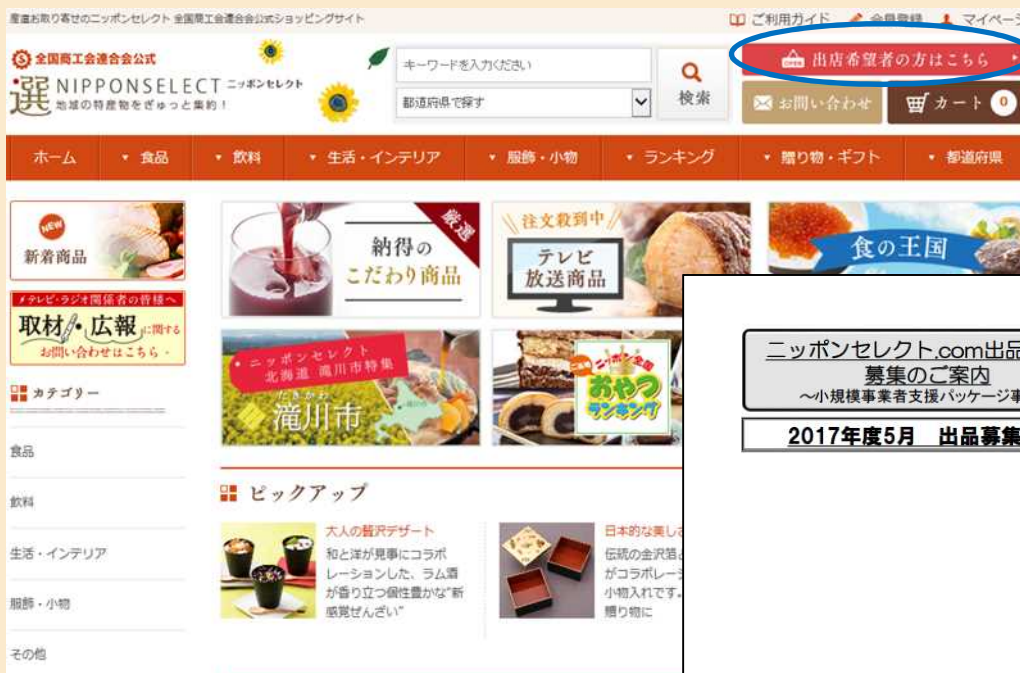 産直お取り寄せのニッポンセレクト 全国商工会連合会公式ショッピングサイト
ご利用ガイド 会員登録 マイページ
全国商工会連合会公式
選 NIPPONSELECT ニッポンセレクト
地域の特産物をぎゅっと集約！
キーワードを入力ください
都道府県で探す
検索
OPEN 出店希望者の方はこちら
お問い合わせ
カート 0
ホーム
食品
飲料
生活・インテリア
服飾・小物
ランキング
贈り物・ギフト
都道府県
NEW
新着商品
テレビ・ラジオ関係者の皆様へ
取材・広報に関する
お問い合わせはこちら
厳選
納得の
こだわり商品
注文殺到中
テレビ
放送商品
食の王国
ニッポンセレクト
北海道 滝川市特集
たきかわ
滝川市
ニッポン全国
ご当地
おやつ
ランキング
カテゴリー
食品
飲料
生活・インテリア
服飾・小物
その他
ピックアップ
大人の贅沢デザート
和と洋が見事にコラボ
レーションした、ラム酒
が香り立つ個性豊かな“新
感覚ぜんざい”
日本的な美しさ
伝統の金沢箔と
がコラボレーシ
小物入れです。
贈り物に
ニッポンセレクト.com出品
募集のご案内
～小規模事業者支援パッケージ事
2017年度5月 出品募集